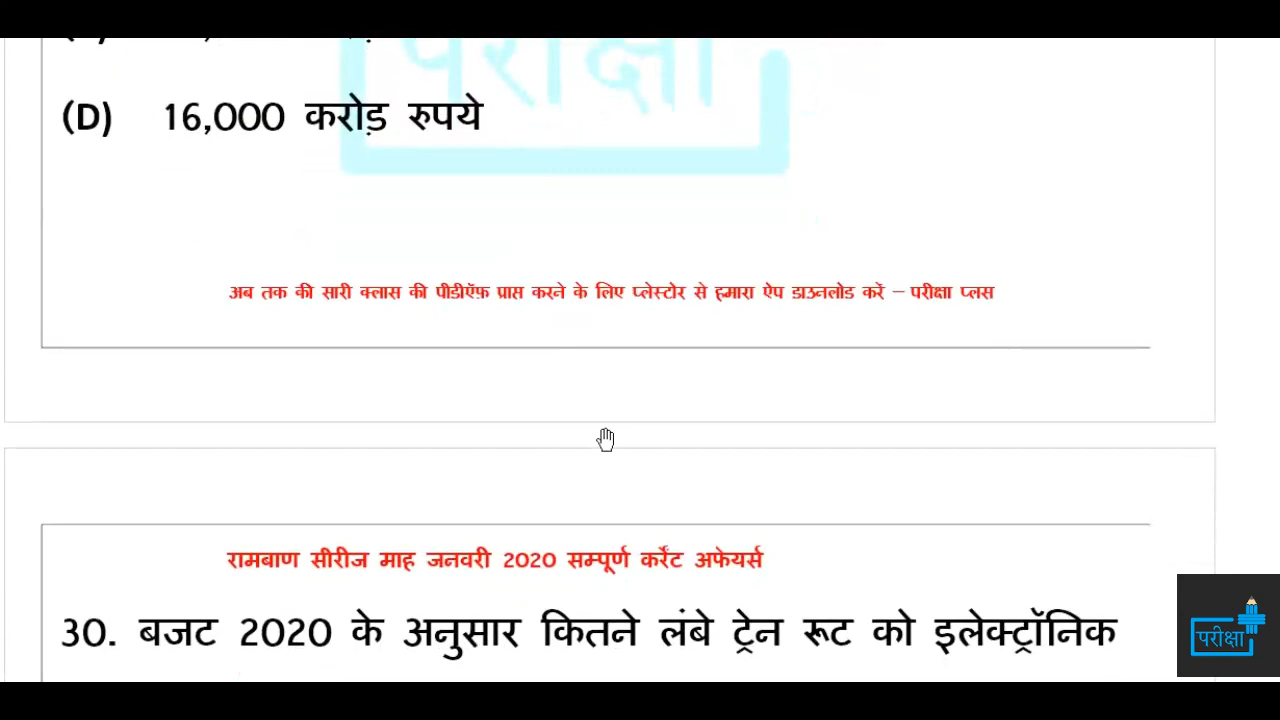 परीक्षा
(D) 16,000 करोड़ रुपये
अब तक की सारी क्लास की पीडीऍफ़ प्राप्त करने के लिए प्लेस्टोर से हमारा ऐप डाउनलोड करें – परीक्षा प्लस
रामबाण सीरीज माह जनवरी 2020 सम्पूर्ण करेंट अफेयर्स
30. बजट 2020 के अनुसार कितने लंबे ट्रेन रूट को इलेक्ट्रॉनिक
परीक्षा